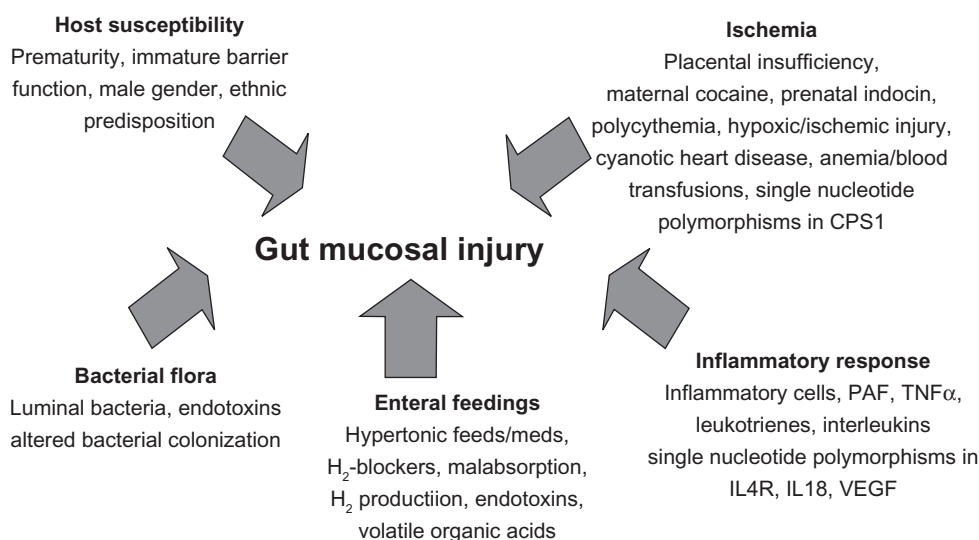 Host susceptibility
Prematurity, immature barrier
function, male gender, ethnic
predisposition
Ischemia
Placental insufficiency,
maternal cocaine, prenatal indocin,
polycythemia, hypoxic/ischemic injury,
cyanotic heart disease, anemia/blood
transfusions, single nucleotide
polymorphisms in CPS1
Gut mucosal injury
Bacterial flora
Luminal bacteria, endotoxins
altered bacterial colonization
Enteral feedings
Hypertonic feeds/meds,
H₂-blockers, malabsorption,
H₂ productiion, endotoxins,
volatile organic acids
Inflammatory response
Inflammatory cells, PAF, TNFα,
leukotrienes, interleukins
single nucleotide polymorphisms in
IL4R, IL18, VEGF